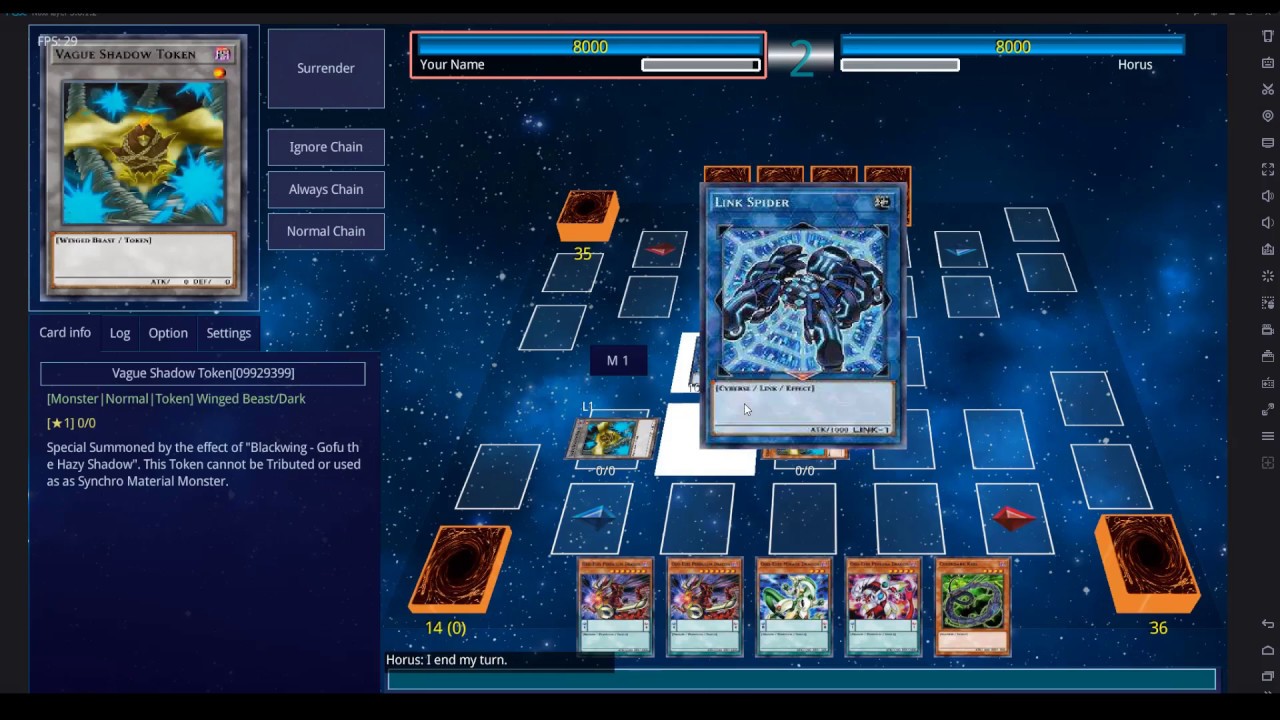 FPS: 29
VAGUE SHADOW TOKEN
[WINGED BEAST / TOKEN]
ATK/ 0 DEF/ 0
Surrender
Ignore Chain
Always Chain
Normal Chain
8000
Your Name
2
8000
Horus
Card info
Log
Option
Settings
Vague Shadow Token[09929399]
[Monster|Normal|Token] Winged Beast/Dark
[★1] 0/0
Special Summoned by the effect of "Blackwing - Gofu th
e Hazy Shadow". This Token cannot be Tributed or used
as as Synchro Material Monster.
35
M 1
LINK SPIDER
[CYBERSE / LINK / EFFECT]
ATK/1000 LINK-1
L1
0/0
0/0
14 (0)
36
Horus: I end my turn.